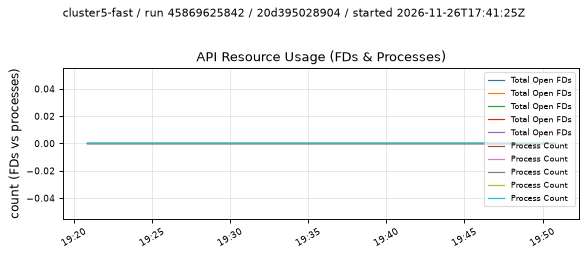 cluster5-fast / run 45869625842 / 20d395028904 / started 2026-11-26T17:41:25Z
API Resource Usage (FDs & Processes)
count (FDs vs processes)
0.04
0.02
0.00
−0.02
−0.04
Total Open FDs
Total Open FDs
Total Open FDs
Total Open FDs
Total Open FDs
Process Count
Process Count
Process Count
Process Count
Process Count
19:20
19:25
19:30
19:35
19:40
19:45
19:50